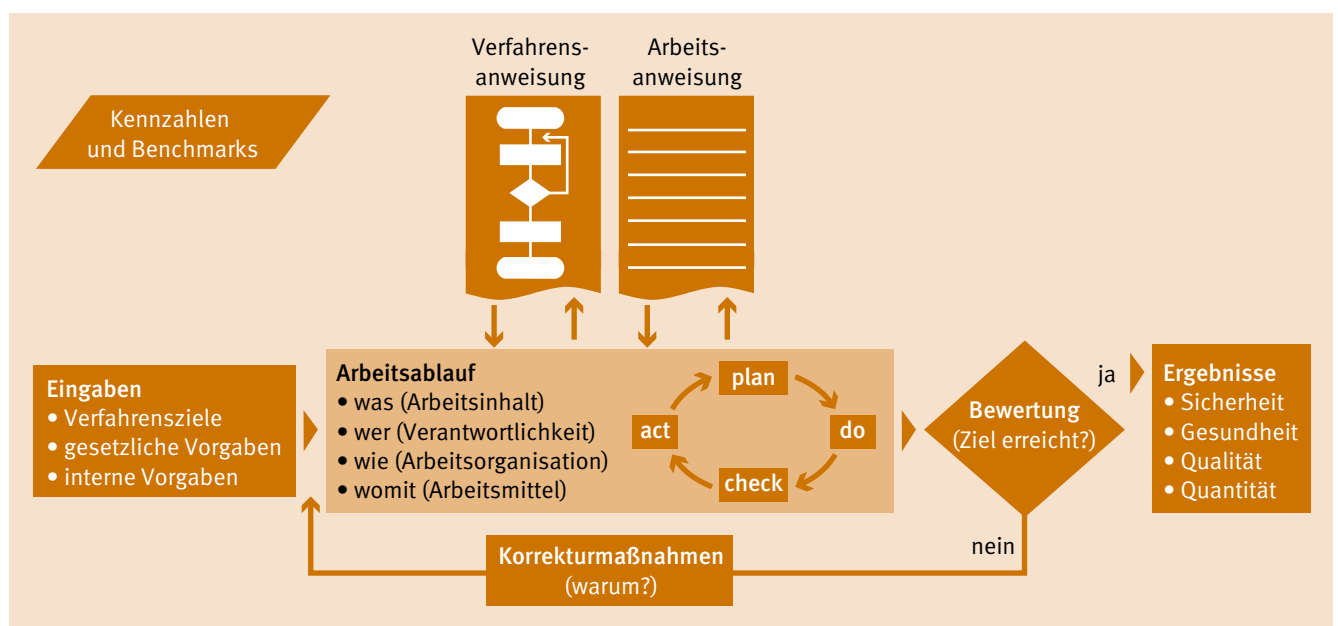 Verfahrens-
anweisung
Arbeits-
anweisung
Kennzahlen
und Benchmarks
Eingaben
• Verfahrensziele
• gesetzliche Vorgaben
• interne Vorgaben
Arbeitsablauf
• was (Arbeitsinhalt)
• wer (Verantwortlichkeit)
• wie (Arbeitsorganisation)
• womit (Arbeitsmittel)
plan
act
do
check
Bewertung
(Ziel erreicht?)
ja
Ergebnisse
• Sicherheit
• Gesundheit
• Qualität
• Quantität
nein
Korrekturmaßnahmen
(warum?)